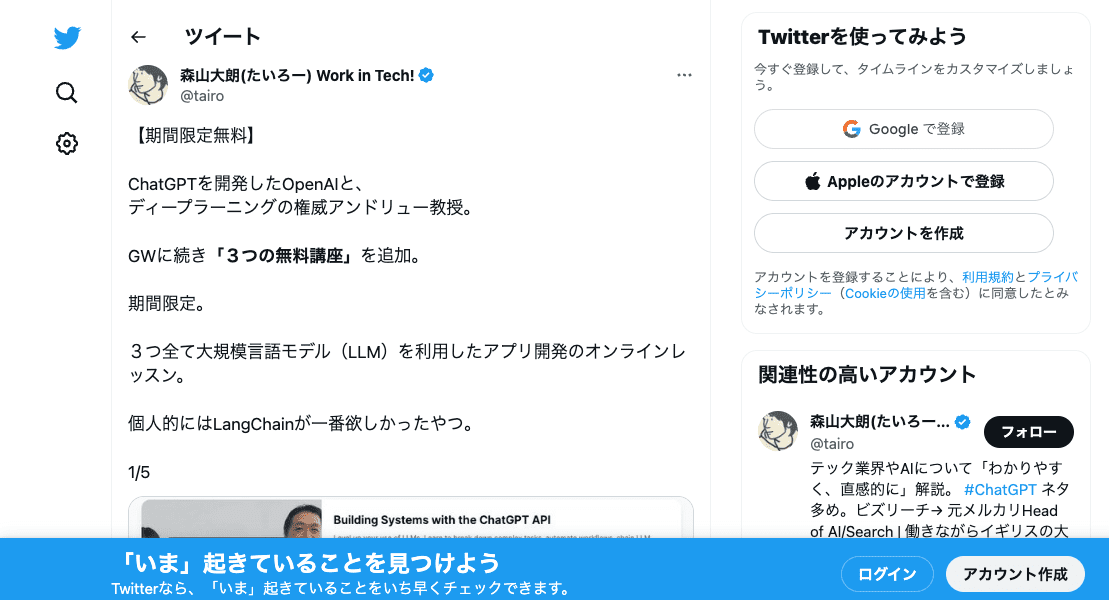 ツイート
森山大朗(たいろー) Work in Tech!
@tairo
【期間限定無料】
ChatGPTを開発したOpenAIと、
ディープラーニングの権威アンドリュー教授。
GWに続き「３つの無料講座」を追加。
期間限定。
３つ全て大規模言語モデル（LLM）を利用したアプリ開発のオンラインレ
ッスン。
個人的にはLangChainが一番欲しかったやつ。
1/5
Building Systems with the ChatGPT API
Twitterを使ってみよう
今すぐ登録して、タイムラインをカスタマイズしましょ
う。
Google で登録
Appleのアカウントで登録
アカウントを作成
アカウントを登録することにより、利用規約とプライバ
シーポリシー（Cookieの使用を含む）に同意したとみ
なされます。
関連性の高いアカウント
森山大朗(たいろー...
@tairo
フォロー
テック業界やAIについて「わかりやす
く、直感的に」解説。 #ChatGPT ネタ
多め。ビズリーチ→ 元メルカリHead
of AI/Search | 働きながらイギリスの大
「いま」起きていることを見つけよう
Twitterなら、「いま」起きていることをいち早くチェックできます。
ログイン
アカウント作成